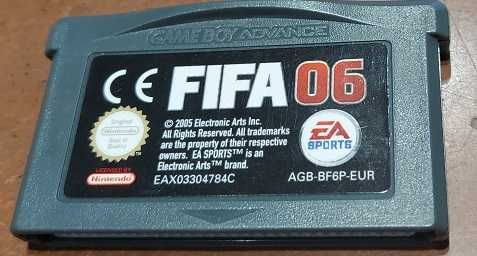 GAME BOY ADVANCE
CE FIFA 06
Original
Nintendo
Seal of
Quality
© 2005 Electronic Arts Inc.
All Rights Reserved. All trademarks
are the property of their respective
owners. EA SPORTS™ is an
Electronic Arts™ brand.
EA
SPORTS™
LICENSED BY
Nintendo
EAX03304784C
AGB-BF6P-EUR